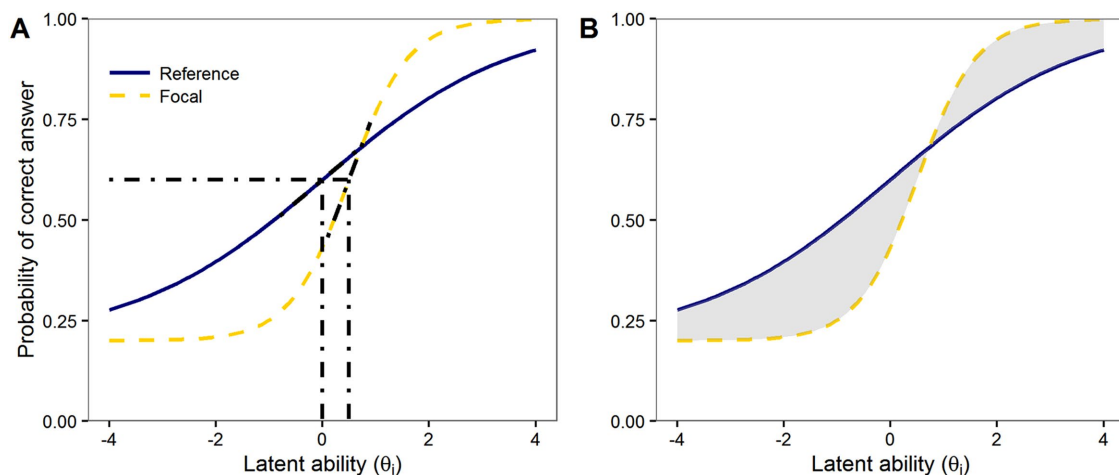 A
Probability of correct answer
1.00
0.75
0.50
0.25
0.00
Reference
Focal
-4
-2
0
2
4
Latent ability (θi)
B
1.00
0.75
0.50
0.25
0.00
-4
-2
0
2
4
Latent ability (θi)